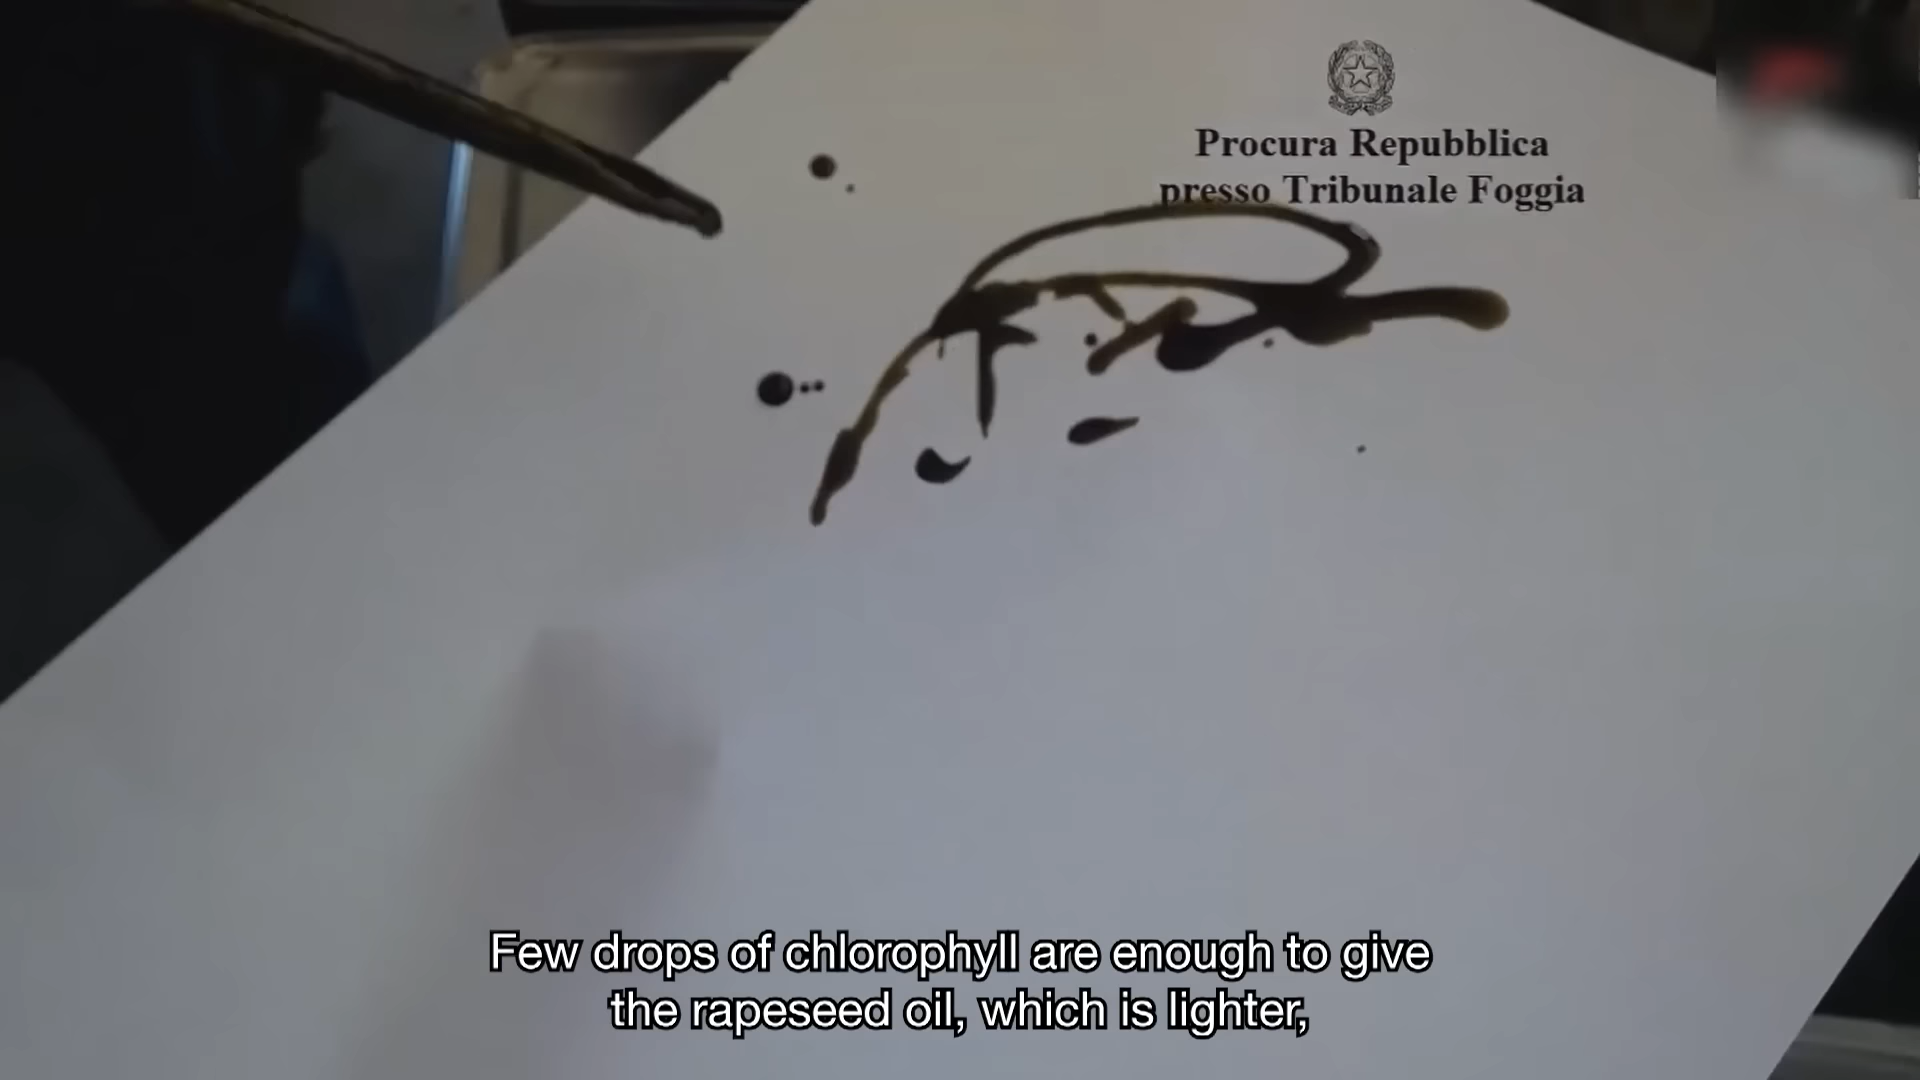 Procura Repubblica
presso Tribunale Foggia
Few drops of chlorophyll are enough to give
the rapeseed oil, which is lighter,